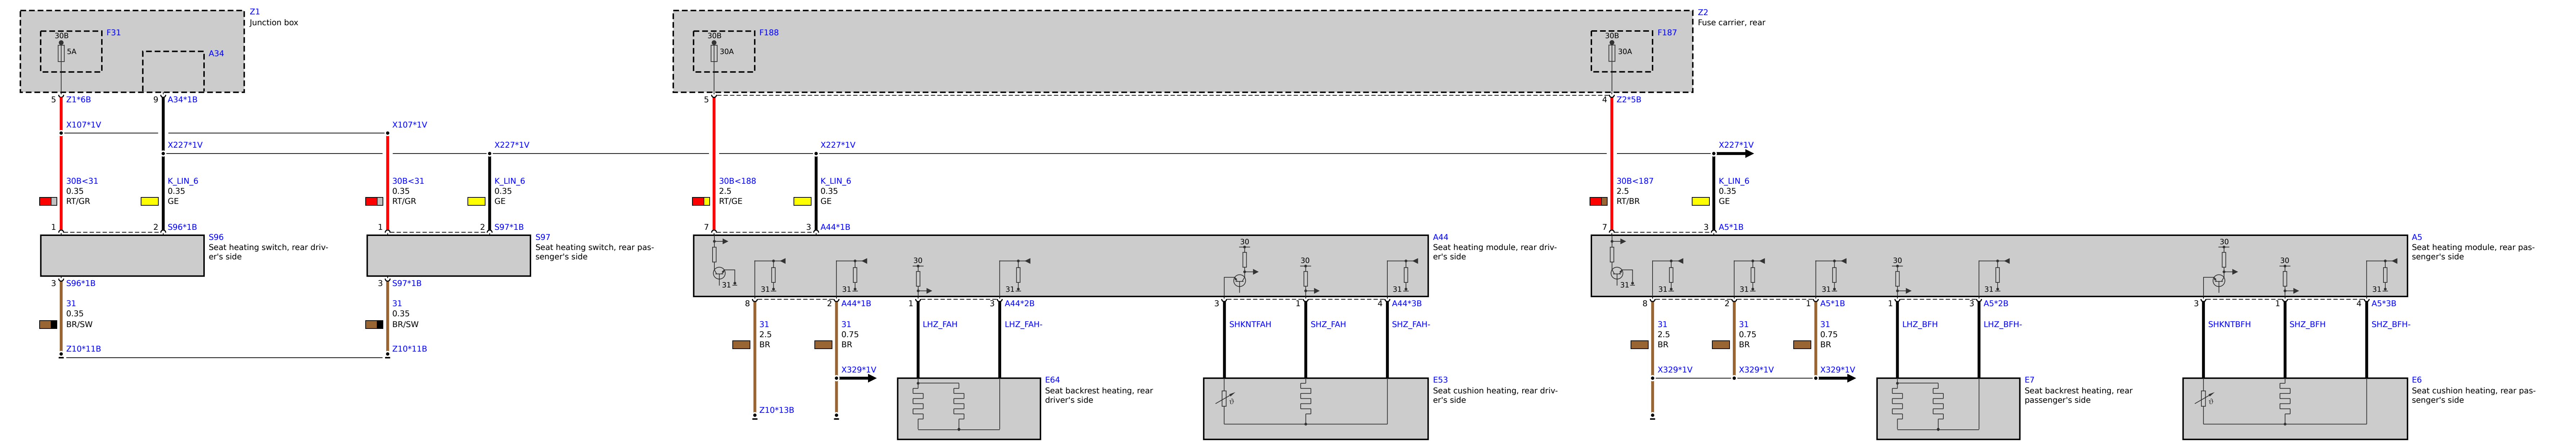 Z1
Junction box
F31
30B
5A
A34
Z2
Fuse carrier, rear
F188
30B
30A
F187
30B
30A
5
Z1*6B
9
A34*1B
5
4
Z2*5B
X107*1V
X107*1V
X227*1V
X227*1V
X227*1V
X227*1V
30B<31
0.35
RT/GR
K_LIN_6
0.35
GE
30B<31
0.35
RT/GR
K_LIN_6
0.35
GE
30B<188
2.5
RT/GE
K_LIN_6
0.35
GE
30B<187
2.5
RT/BR
K_LIN_6
0.35
GE
1
2
S96*1B
1
2
S97*1B
7
3
A44*1B
7
3
A5*1B
S96
Seat heating switch, rear driv-
er's side
S97
Seat heating switch, rear pas-
senger's side
A44
Seat heating module, rear driv-
er's side
A5
Seat heating module, rear pas-
senger's side
31
31
31
30
31
30
30
31
31
31
31
31
30
31
30
30
31
3
S96*1B
3
S97*1B
8
2
A44*1B
1
3
A44*2B
3
1
4
A44*3B
8
2
1
A5*1B
1
3
A5*2B
3
1
4
A5*3B
31
0.35
BR/SW
31
0.35
BR/SW
31
2.5
BR
31
0.75
BR
LHZ_FAH
LHZ_FAH-
SHKNTFAH
SHZ_FAH
SHZ_FAH-
31
2.5
BR
31
0.75
BR
31
0.75
BR
LHZ_BFH
LHZ_BFH-
SHKNTBFH
SHZ_BFH
SHZ_BFH-
Z10*11B
Z10*11B
X329*1V
X329*1V
X329*1V
X329*1V
Z10*13B
E64
Seat backrest heating, rear
driver's side
E53
Seat cushion heating, rear driv-
er's side
ϑ
E7
Seat backrest heating, rear
passenger's side
E6
Seat cushion heating, rear pas-
senger's side
ϑ